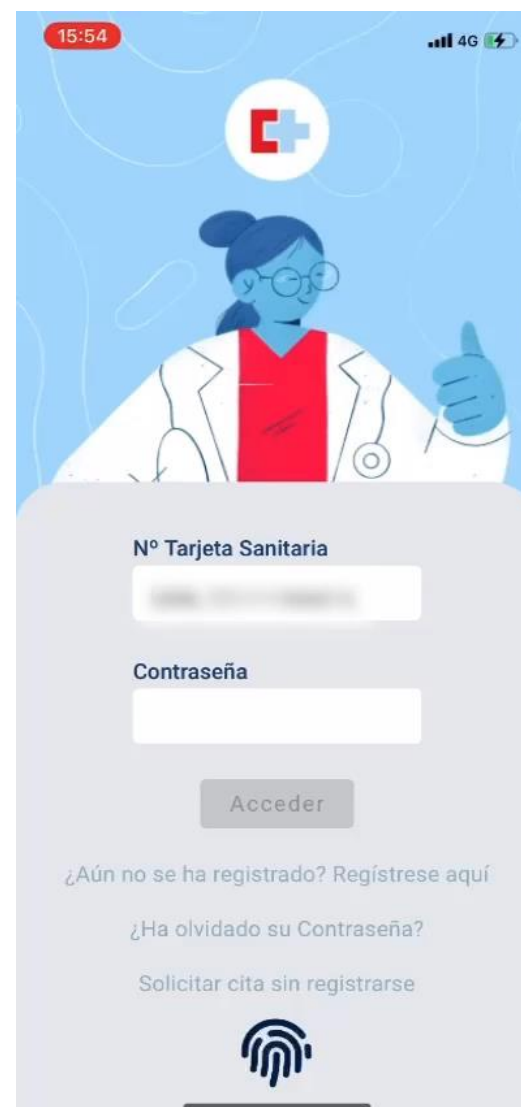 15:54
4G
Nº Tarjeta Sanitaria
Contraseña
Acceder
¿Aún no se ha registrado? Regístrese aquí
¿Ha olvidado su Contraseña?
Solicitar cita sin registrarse